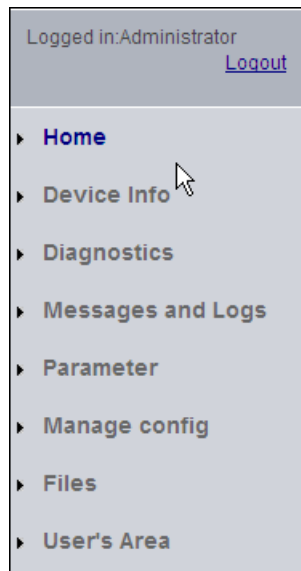 Logged in:Administrator
Logout
Home
Device Info
Diagnostics
Messages and Logs
Parameter
Manage config
Files
User's Area